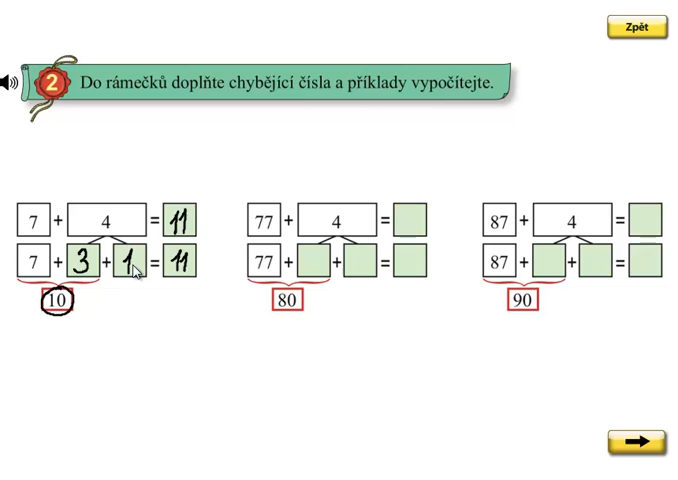 Zpět
2 Do rámečků doplňte chybějící čísla a příklady vypočítejte.
7 + 4 = 11
7 + 3 + 1 = 11
10
77 + 4 =
77 + + =
80
87 + 4 =
87 + + =
90